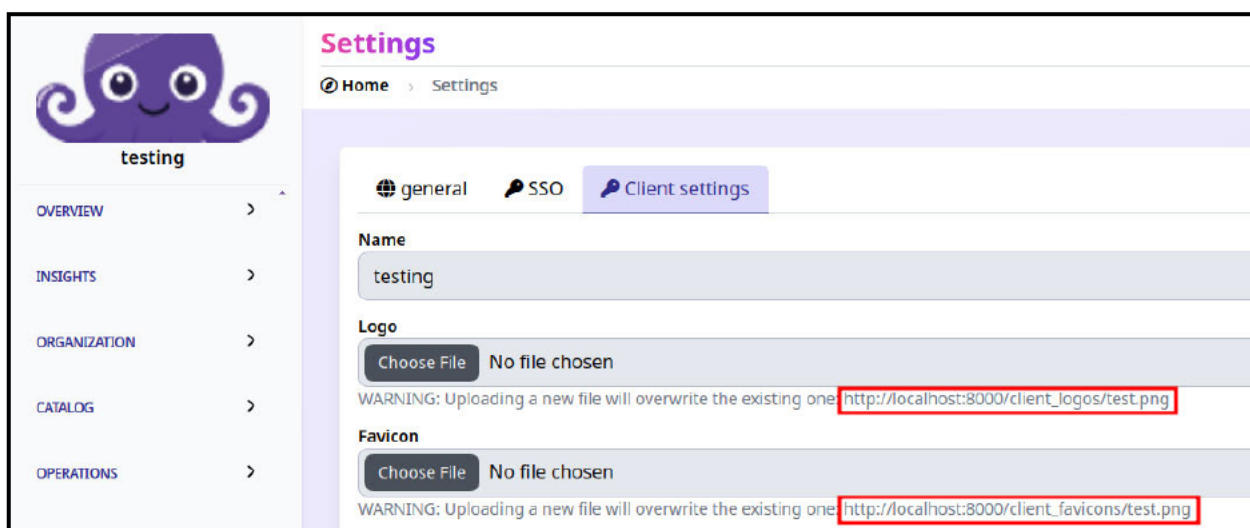 Settings
Home › Settings
testing
OVERVIEW
INSIGHTS
ORGANIZATION
CATALOG
OPERATIONS
general SSO Client settings
Name
testing
Logo
Choose File No file chosen
WARNING: Uploading a new file will overwrite the existing one: http://localhost:8000/client_logos/test.png
Favicon
Choose File No file chosen
WARNING: Uploading a new file will overwrite the existing one: http://localhost:8000/client_favicons/test.png